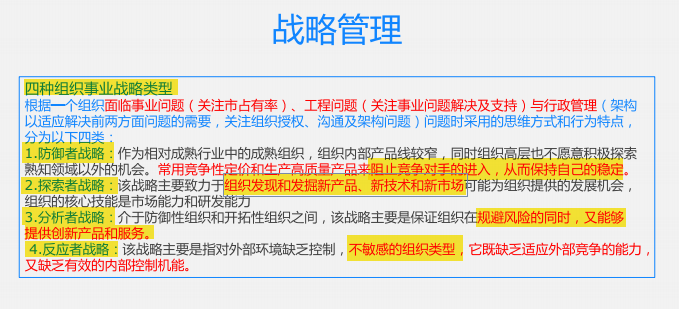 战略管理
四种组织事业战略类型
根据一个组织面临事业问题（关注市占有率）、工程问题（关注事业问题解决及支持）与行政管理（架构
以适应解决前两方面问题的需要，关注组织授权、沟通及架构问题）问题时采用的思维方式和行为特点，
分为以下四类：
1.防御者战略：作为相对成熟行业中的成熟组织，组织内部产品线较窄，同时组织高层也不愿意积极探索
熟知领域以外的机会。常用竞争性定价和生产高质量产品来阻止竞争对手的进入，从而保持自己的稳定。
2.探索者战略：该战略主要致力于组织发现和发掘新产品、新技术和新市场可能为组织提供的发展机会，
组织的核心技能是市场能力和研发能力
3.分析者战略：介于防御性组织和开拓性组织之间，该战略主要是保证组织在规避风险的同时，又能够
提供创新产品和服务。
4.反应者战略：该战略主要是指对外部环境缺乏控制，不敏感的组织类型，它既缺乏适应外部竞争的能力，
又缺乏有效的内部控制机能。